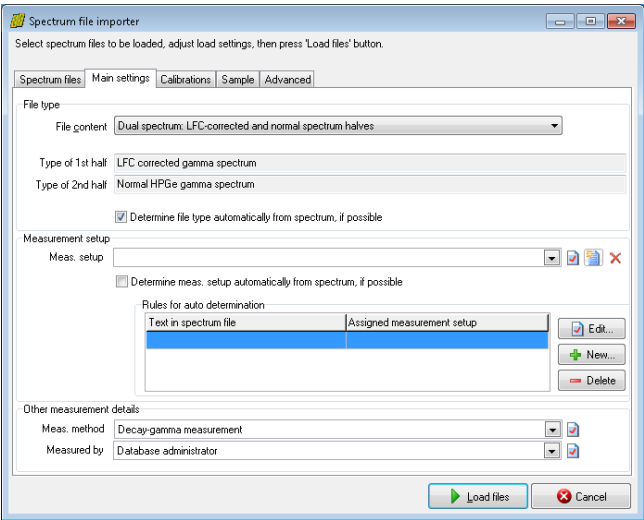 Spectrum file importer
Select spectrum files to be loaded, adjust load settings, then press 'Load files' button.
Spectrum files Main settings Calibrations Sample Advanced
File type
File content Dual spectrum: LFC-corrected and normal spectrum halves
Type of 1st half LFC corrected gamma spectrum
Type of 2nd half Normal HPGe gamma spectrum
Determine file type automatically from spectrum, if possible
Measurement setup
Meas. setup
Determine meas. setup automatically from spectrum, if possible
Rules for auto determination
Text in spectrum file Assigned measurement setup
Edit...
New...
Delete
Other measurement details
Meas. method Decay-gamma measurement
Measured by Database administrator
Load files Cancel